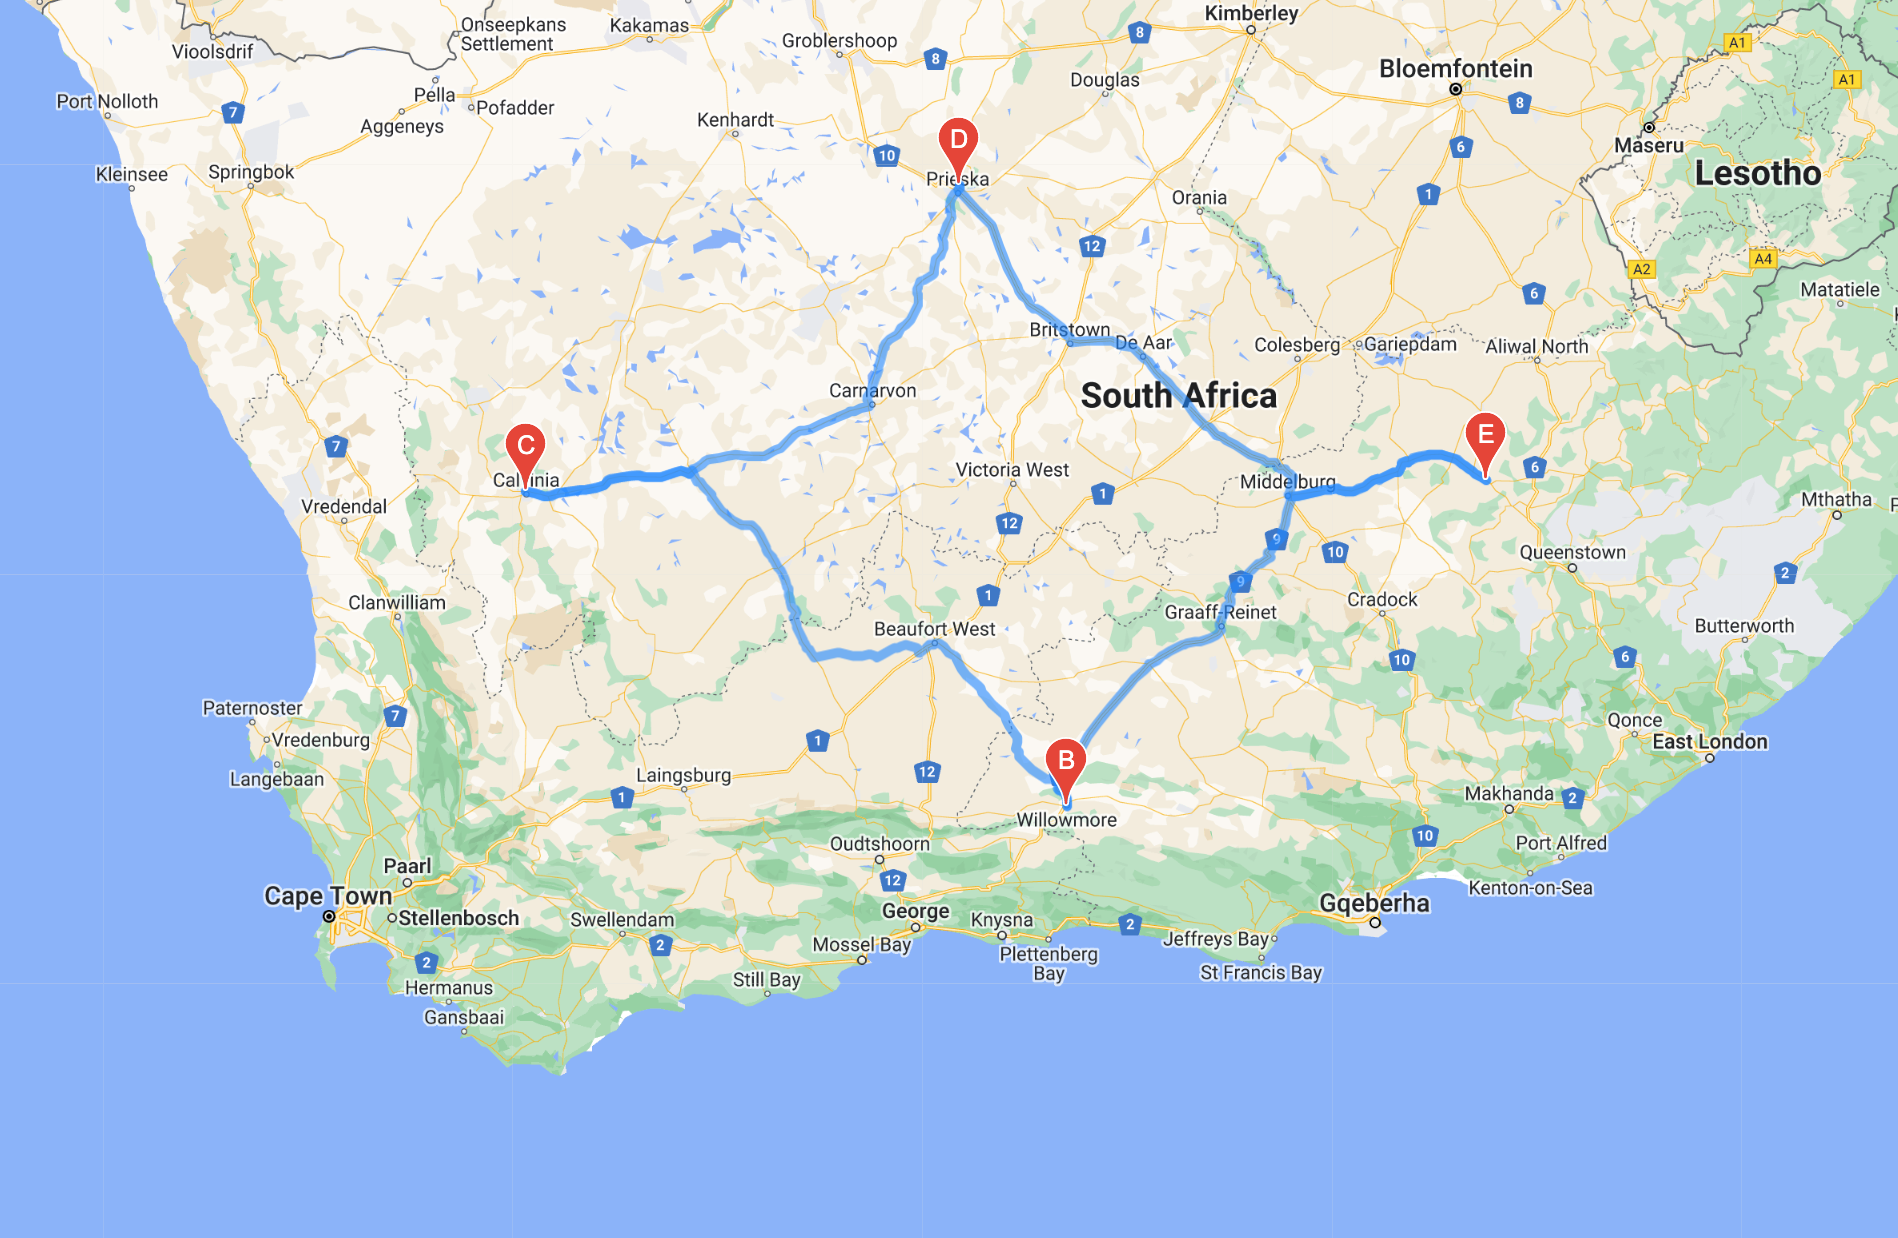 Onseepkans
Settlement
Kakamas
Kimberley
Vioolsdrif
Groblershoop
8
8
A1
Bloemfontein
Douglas
A1
Port Nolloth
7
Pella
Pofadder
8
Aggeneys
Kenhardt
D
Maseru
6
10
Kleinsee
Springbok
Prieska
Lesotho
Orania
1
12
A2
A4
6
Matatiele
Britstown
De Aar
Colesberg
Gariepdam
Aliwal North
Carnarvon
South Africa
7
C
E
Calvinia
Victoria West
Middelburg
6
1
Mthatha
Vredendal
12
9
10
Queenstown
2
9
Clanwilliam
1
Cradock
Graaff-Reinet
Beaufort West
Butterworth
10
6
Paternoster
7
Qonce
Vredenburg
1
East London
B
Langebaan
Laingsburg
12
1
Makhanda
2
Willowmore
10
Oudtshoorn
Port Alfred
Paarl
12
Kenton-on-Sea
Cape Town
Stellenbosch
Swellendam
George
Knysna
2
Gqeberha
2
Mossel Bay
Jeffreys Bay
Plettenberg
Bay
2
St Francis Bay
Hermanus
Still Bay
Gansbaai